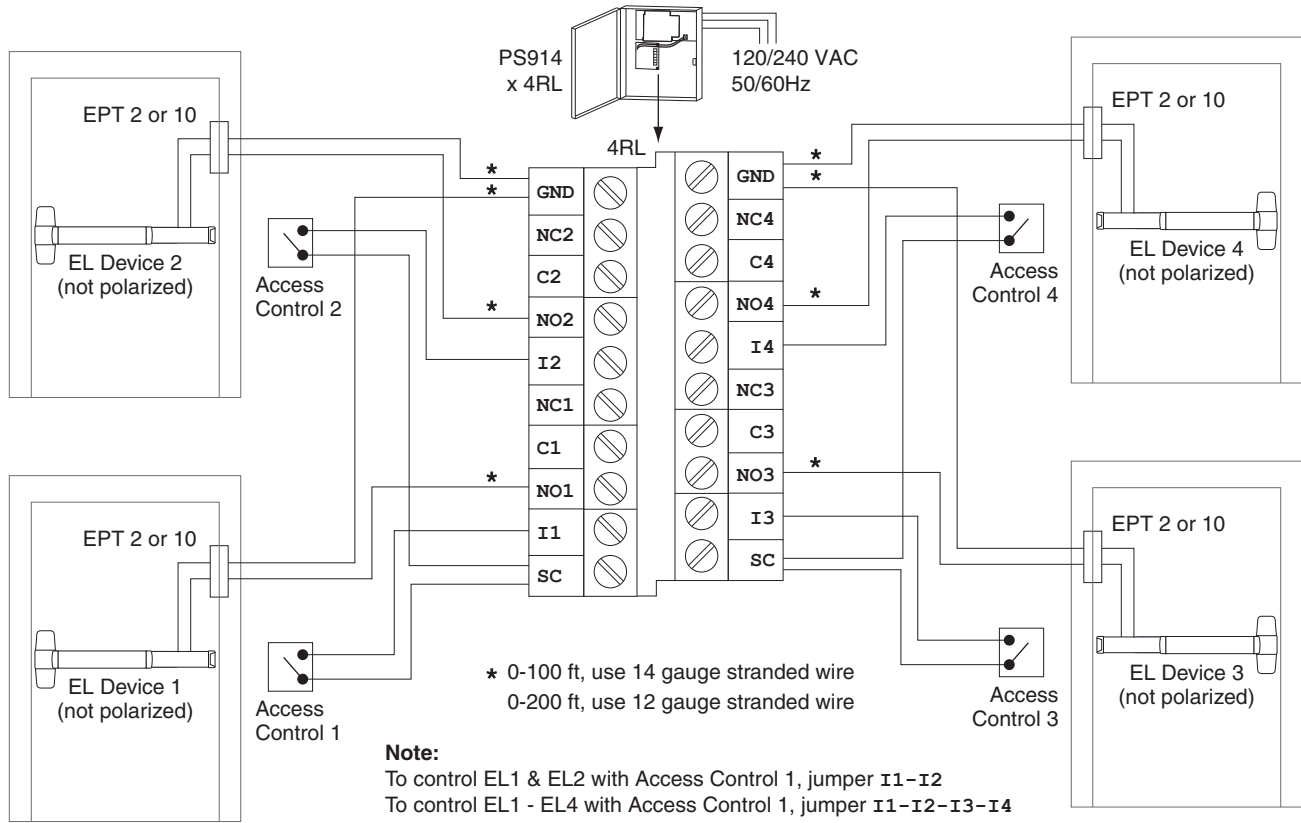 PS914
x 4RL
120/240 VAC
50/60Hz
EPT 2 or 10
EL Device 2
(not polarized)
Access
Control 2
EPT 2 or 10
EL Device 1
(not polarized)
Access
Control 1
4RL
GND
NC2
C2
NO2
I2
NC1
C1
NO1
I1
SC
GND
NC4
C4
NO4
I4
NC3
C3
NO3
I3
SC
*
*
*
*
*
*
*
*
EPT 2 or 10
EL Device 4
(not polarized)
Access
Control 4
EPT 2 or 10
EL Device 3
(not polarized)
Access
Control 3
* 0-100 ft, use 14 gauge stranded wire
0-200 ft, use 12 gauge stranded wire
Note:
To control EL1 & EL2 with Access Control 1, jumper I1-I2
To control EL1 - EL4 with Access Control 1, jumper I1-I2-I3-I4